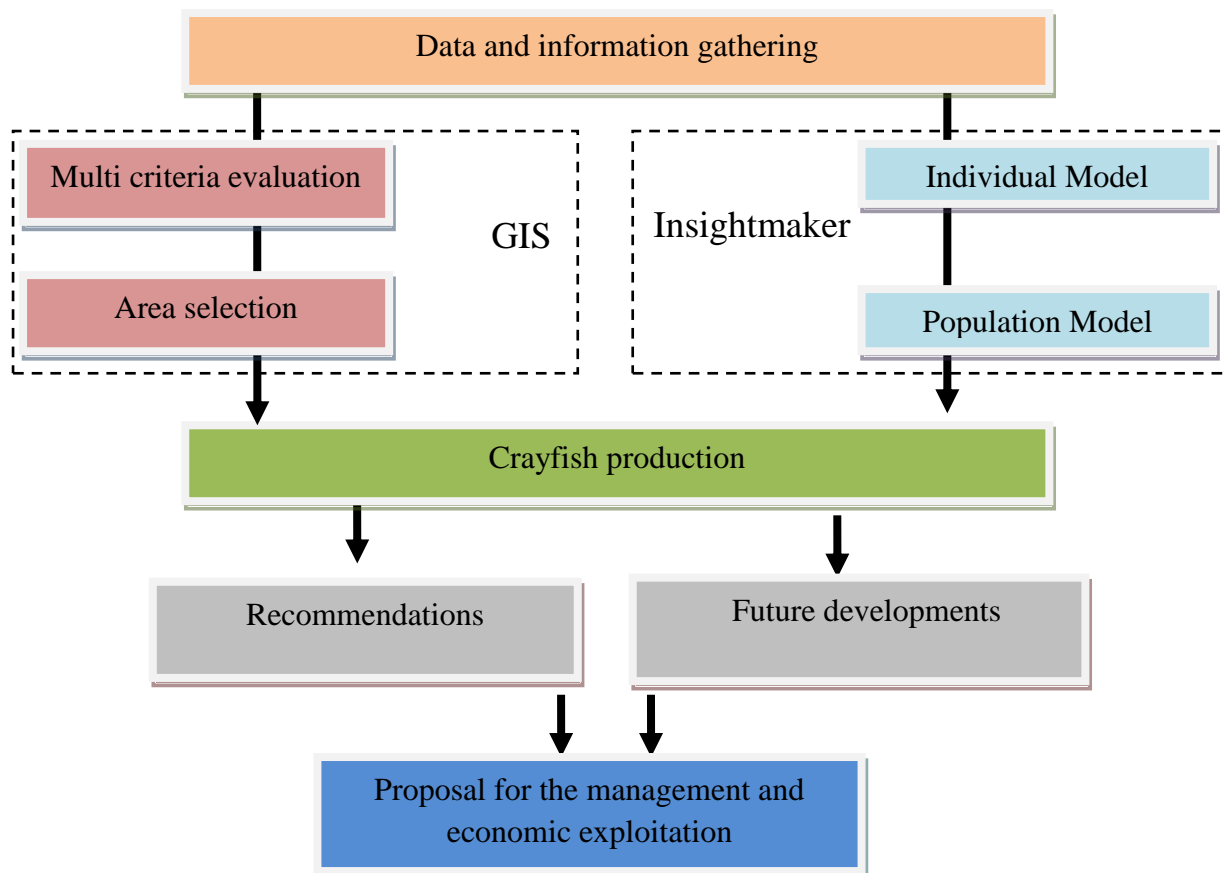 Data and information gathering
Multi criteria evaluation
Individual Model
GIS
Insightmaker
Area selection
Population Model
Crayfish production
Recommendations
Future developments
Proposal for the management and
economic exploitation